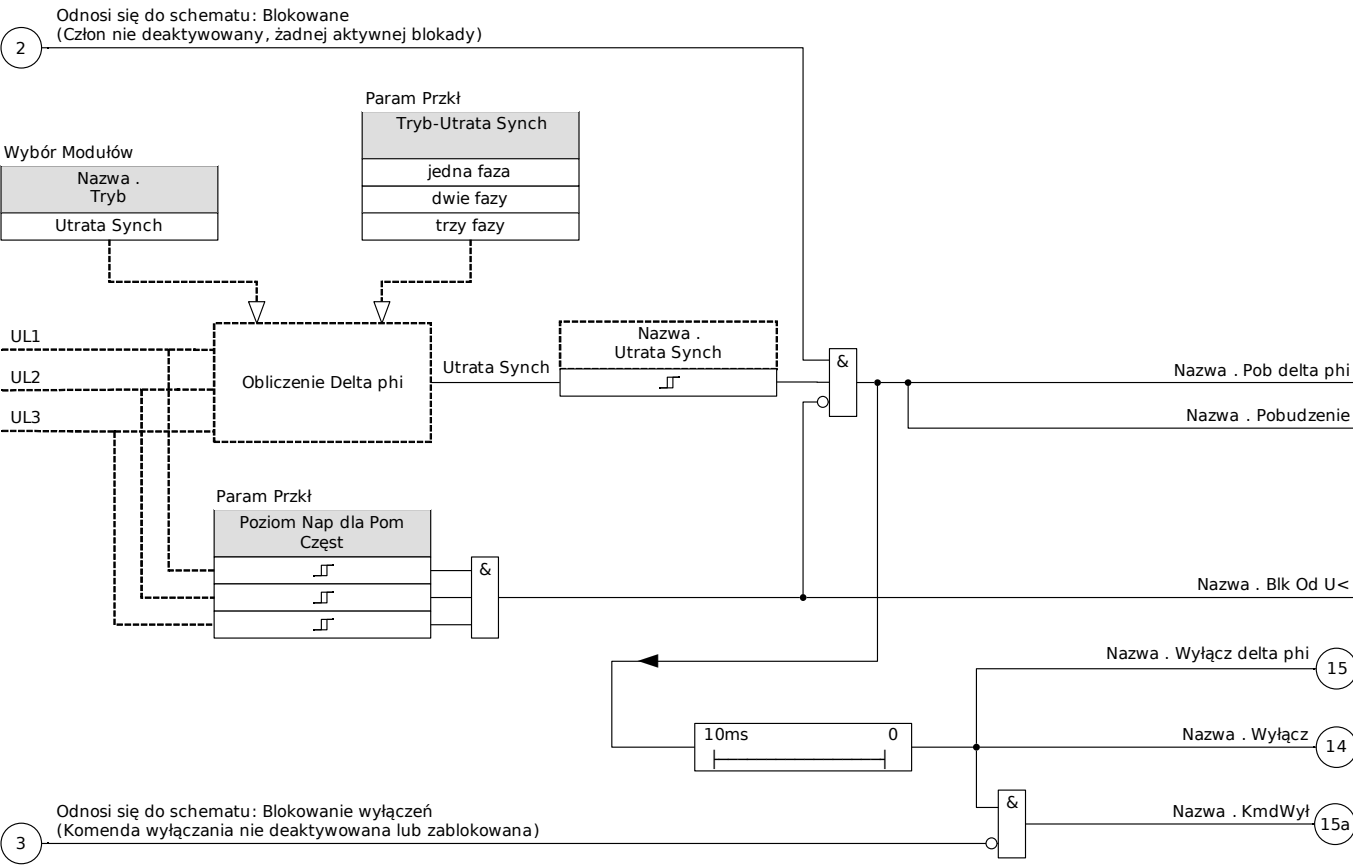 Odnosi się do schematu: Blokowane
(Człon nie deaktywowany, żadnej aktywnej blokady)
2
Param Przkł
Tryb-Utrata Synch
jedna faza
dwie fazy
trzy fazy
Wybór Modułów
Nazwa .
Tryb
Utrata Synch
UL1
UL2
UL3
Obliczenie Delta phi
Utrata Synch
Nazwa .
Utrata Synch
&
Nazwa . Pob delta phi
Nazwa . Pobudzenie
Param Przkł
Poziom Nap dla Pom
Częst
&
Nazwa . Blk Od U<
Nazwa . Wyłącz delta phi
15
10ms 0
Nazwa . Wyłącz
14
&
Nazwa . KmdWył
15a
Odnosi się do schematu: Blokowanie wyłączeń
(Komenda wyłączania nie deaktywowana lub zablokowana)
3